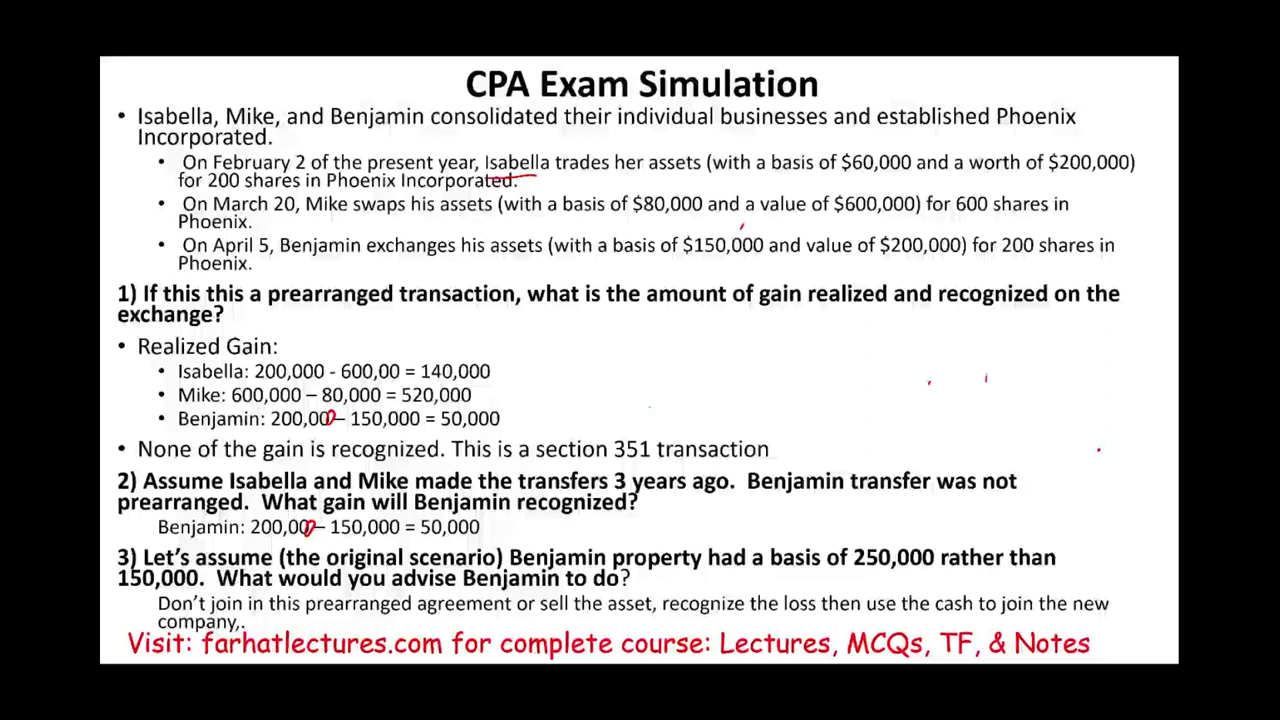 CPA Exam Simulation
• Isabella, Mike, and Benjamin consolidated their individual businesses and established Phoenix
Incorporated.
• On February 2 of the present year, Isabella trades her assets (with a basis of $60,000 and a worth of $200,000)
for 200 shares in Phoenix Incorporated.
• On March 20, Mike swaps his assets (with a basis of $80,000 and a value of $600,000) for 600 shares in
Phoenix.
• On April 5, Benjamin exchanges his assets (with a basis of $150,000 and value of $200,000) for 200 shares in
Phoenix.
1) If this this a prearranged transaction, what is the amount of gain realized and recognized on the
exchange?
• Realized Gain:
• Isabella: 200,000 - 600,00 = 140,000
• Mike: 600,000 – 80,000 = 520,000
• Benjamin: 200,000– 150,000 = 50,000
• None of the gain is recognized. This is a section 351 transaction
2) Assume Isabella and Mike made the transfers 3 years ago.  Benjamin transfer was not
prearranged.  What gain will Benjamin recognized?
Benjamin: 200,000– 150,000 = 50,000
3) Let’s assume (the original scenario) Benjamin property had a basis of 250,000 rather than
150,000.  What would you advise Benjamin to do?
Don’t join in this prearranged agreement or sell the asset, recognize the loss then use the cash to join the new
company,.
Visit: farhatlectures.com for complete course: Lectures, MCQs, TF, & Notes